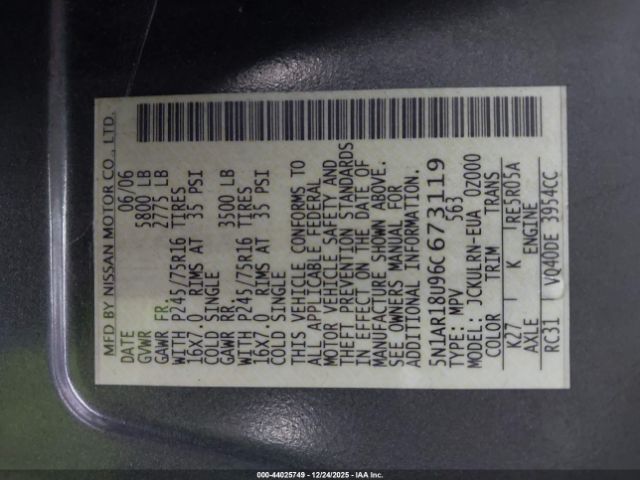 MFD BY NISSAN MOTOR CO., LTD.
DATE 06/06
GVWR 5800 LB
GAWR FR. 2775 LB
WITH P245/75R16 TIRES
16X7.0 RIMS AT 35 PSI
COLD SINGLE
GAWR RR. 3500 LB
WITH P245/75R16 TIRES
16X7.0 RIMS AT 35 PSI
COLD SINGLE
THIS VEHICLE CONFORMS TO
ALL APPLICABLE FEDERAL
MOTOR VEHICLE SAFETY AND
THEFT PREVENTION STANDARDS
IN EFFECT ON THE DATE OF
MANUFACTURE SHOWN ABOVE.
SEE OWNERS MANUAL FOR
ADDITIONAL INFORMATION.
5N1AR18U96C673119
TYPE: MPV 563
MODEL: JCKULRN-EUA 0Z000
COLOR TRIM TRANS
K27 K RE5R05A
AXLE ENGINE
RC31 VQ40DE 3954CC
000-44025749 - 12/24/2025 - IAA Inc.